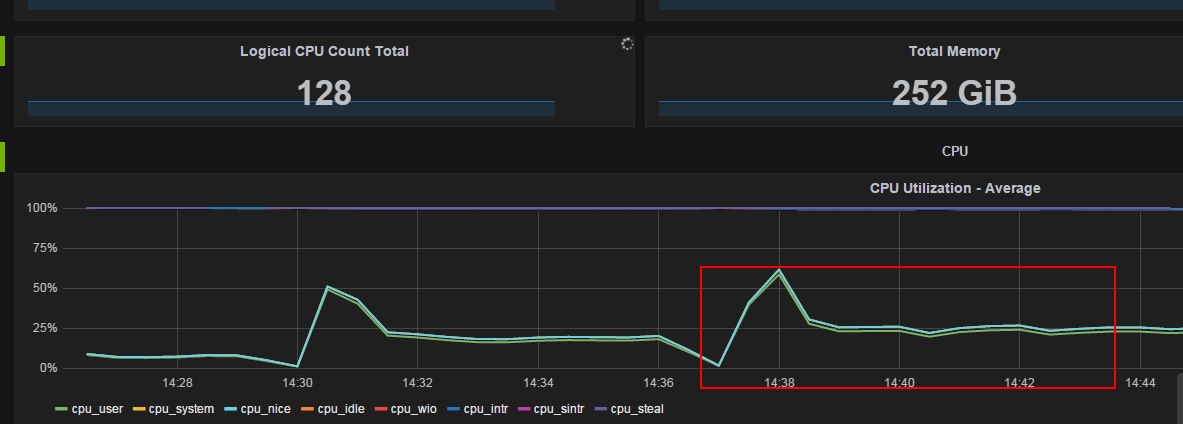 Logical CPU Count Total
128
Total Memory
252 GiB
CPU
CPU Utilization - Average
100%
75%
50%
25%
0%
14:28 14:30 14:32 14:34 14:36 14:38 14:40 14:42 14:44
cpu_user cpu_system cpu_nice cpu_idle cpu_wio cpu_intr cpu_sintr cpu_steal